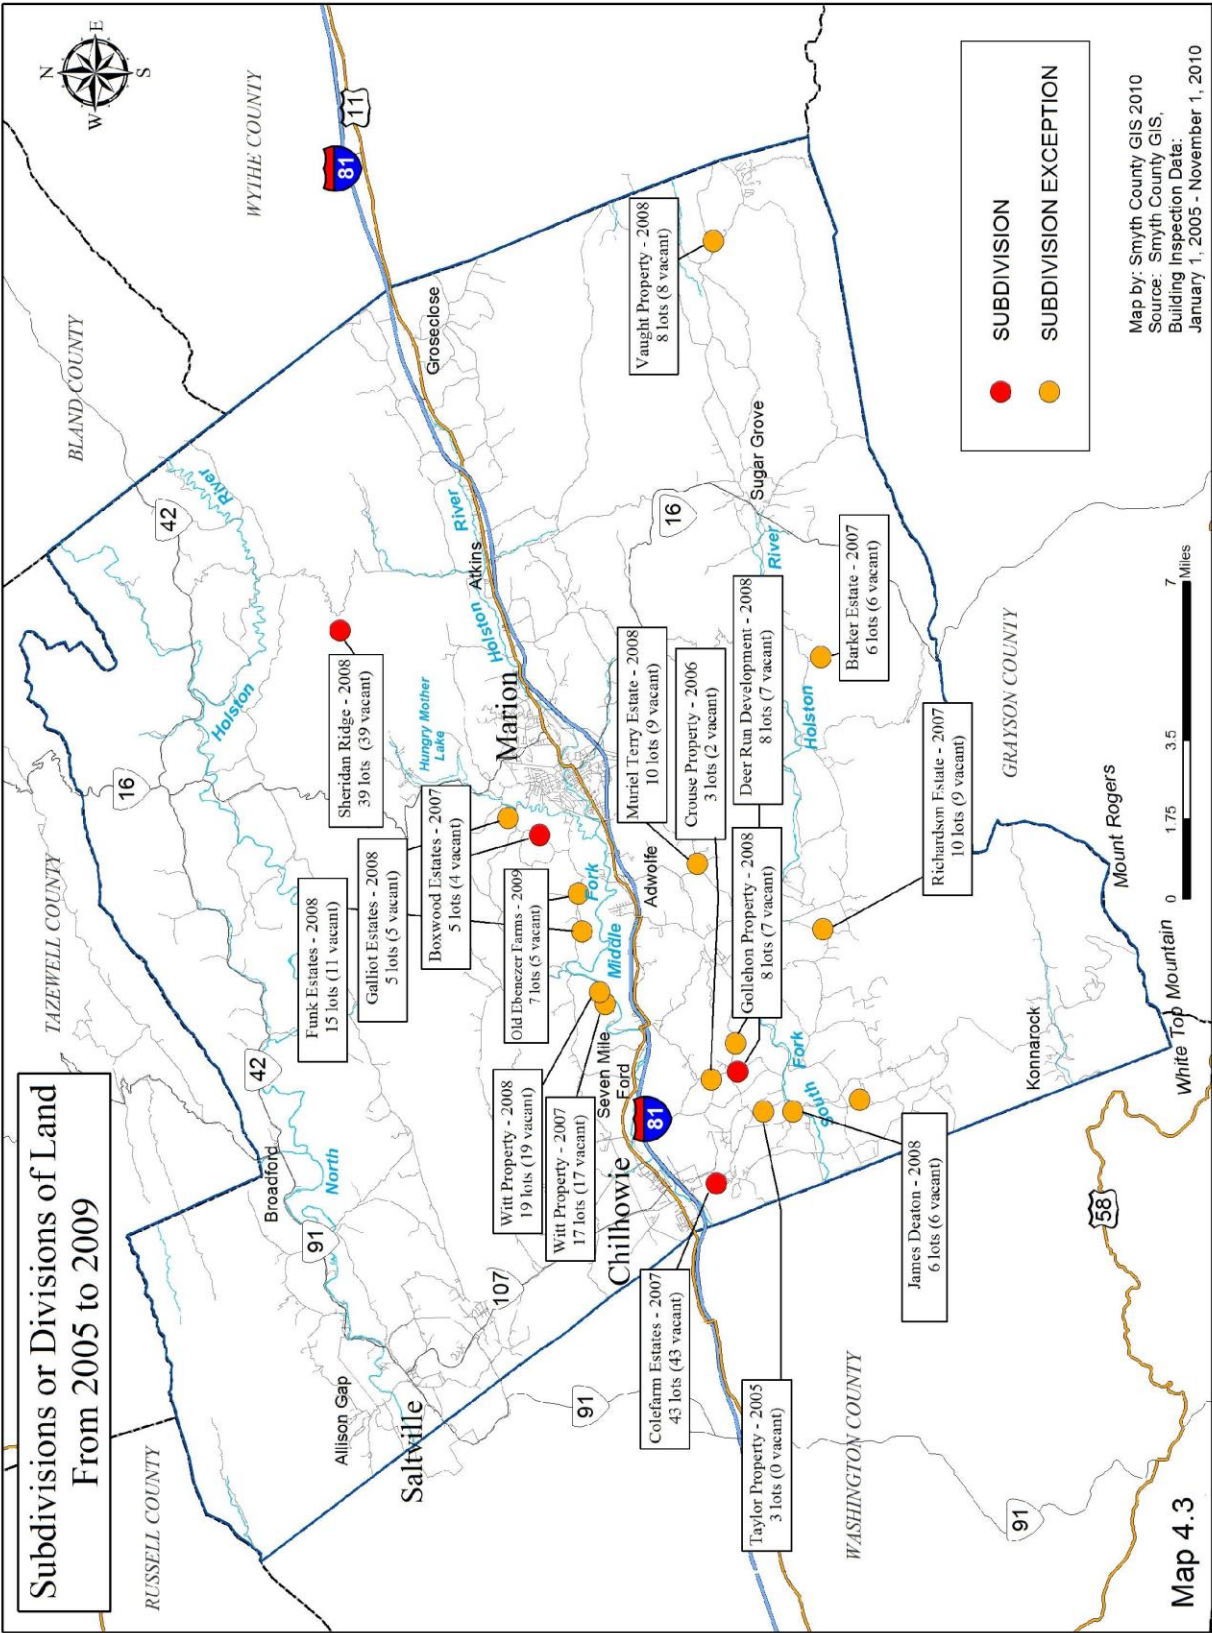 Subdivisions or Divisions of Land
From 2005 to 2009
N
W
E
S
RUSSELL COUNTY
TAZEWELL COUNTY
BLAND COUNTY
WYTHE COUNTY
GRAYSON COUNTY
WASHINGTON COUNTY
81
11
42
16
42
91
107
91
81
16
58
91
North
Holston
River
Hungry Mother
Lake
Middle
Fork
Holston
River
South
Fork
Holston
River
Allison Gap
Saltville
Broadford
Chilhowie
Seven Mile
Ford
Adwolfe
Marion
Atkins
Groseclose
Sugar Grove
Konnarock
White Top Mountain
Mount Rogers
Sheridan Ridge - 2008
39 lots (39 vacant)
Funk Estates - 2008
15 lots (11 vacant)
Galliot Estates - 2008
5 lots (5 vacant)
Boxwood Estates - 2007
5 lots (4 vacant)
Old Ebenezer Farms - 2009
7 lots (5 vacant)
Witt Property - 2008
19 lots (19 vacant)
Witt Property - 2007
17 lots (17 vacant)
Muriel Terry Estate - 2008
10 lots (9 vacant)
Crouse Property - 2006
3 lots (2 vacant)
Deer Run Development - 2008
8 lots (7 vacant)
Gollehon Property - 2008
8 lots (7 vacant)
Vaught Property - 2008
8 lots (8 vacant)
Barker Estate - 2007
6 lots (6 vacant)
Richardson Estate - 2007
10 lots (9 vacant)
James Deaton - 2008
6 lots (6 vacant)
Colefarm Estates - 2007
43 lots (43 vacant)
Taylor Property - 2005
3 lots (0 vacant)
SUBDIVISION
SUBDIVISION EXCEPTION
0 1.75 3.5 7
Miles
Map by: Smyth County GIS 2010
Source: Smyth County GIS,
Building Inspection Data:
January 1, 2005 - November 1, 2010
Map 4.3